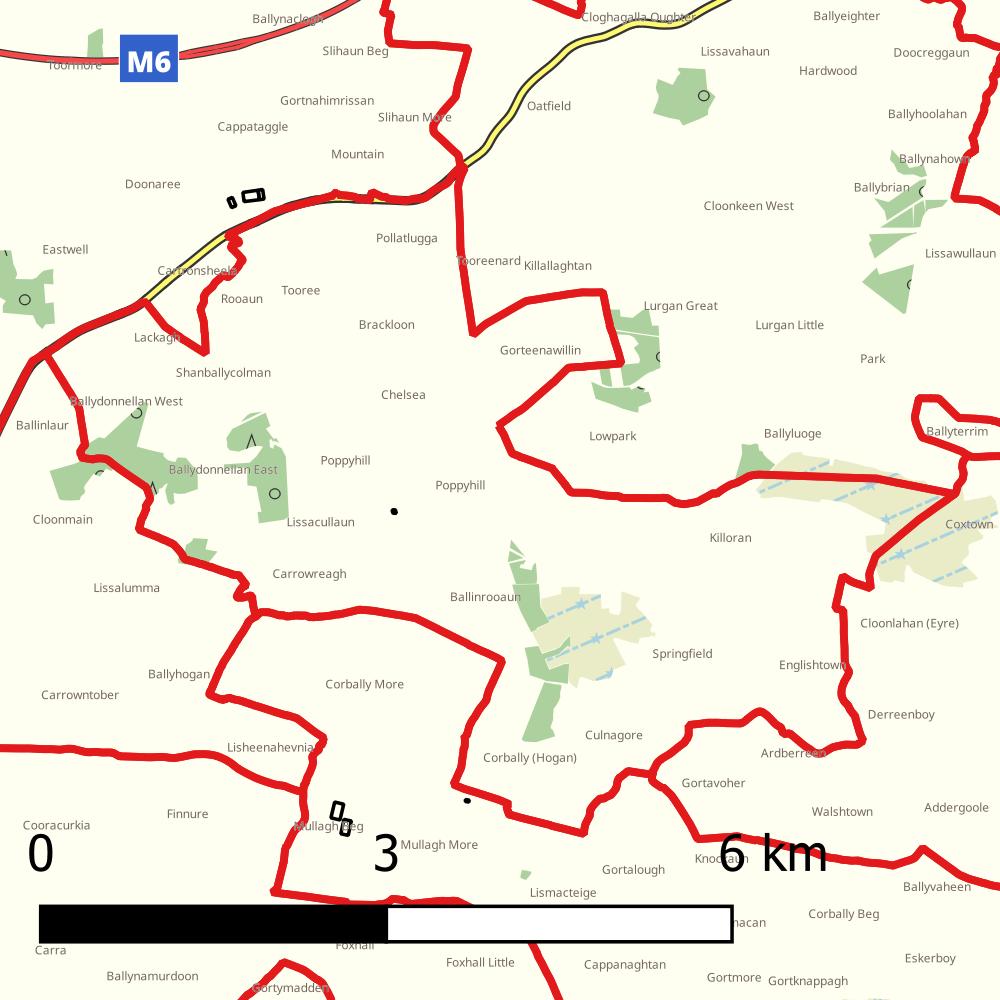 Ballynaclogh
Cloghagalla Oughter
Ballyeighter
Slihaun Beg
Lissavahaun
Doocreggaun
M6
Toormore
Hardwood
Gortnahimrissan
Oatfield
Slihaun More
Ballyhoolahan
Cappataggle
Mountain
Ballynahown
Doonaree
Ballybrian
Cloonkeen West
Pollatlugga
Eastwell
Lissawullaun
Tooreenard
Killallaghtan
Cartronsheela
Tooree
Rooaun
Lurgan Great
Brackloon
Lurgan Little
Lackagh
Gorteenawillin
Park
Shanballycolman
Chelsea
Ballydonnellan West
Ballinlaur
Lowpark
Ballyluoge
Ballyterrim
Poppyhill
Ballydonnellan East
Poppyhill
Cloonmain
Lissacullaun
Coxtown
Killoran
Carrowreagh
Lissalumma
Ballinrooaun
Cloonlahan (Eyre)
Springfield
Englishtown
Ballyhogan
Corbally More
Carrowntober
Derreenboy
Culnagore
Lisheenahevnia
Corbally (Hogan)
Ardberreen
Gortavoher
Addergoole
Finnure
Walshtown
Cooracurkia
Mullagh Beg
Mullagh More
0 3 6 km
Knockaun
Gortalough
Ballyvaheen
Lismacteige
Corbally Beg
Foxhall
Carra
Foxhall Little
Cappanaghtan
Eskerboy
Ballynamurdoon
Gortmore
Gortknappagh
Gortymadden